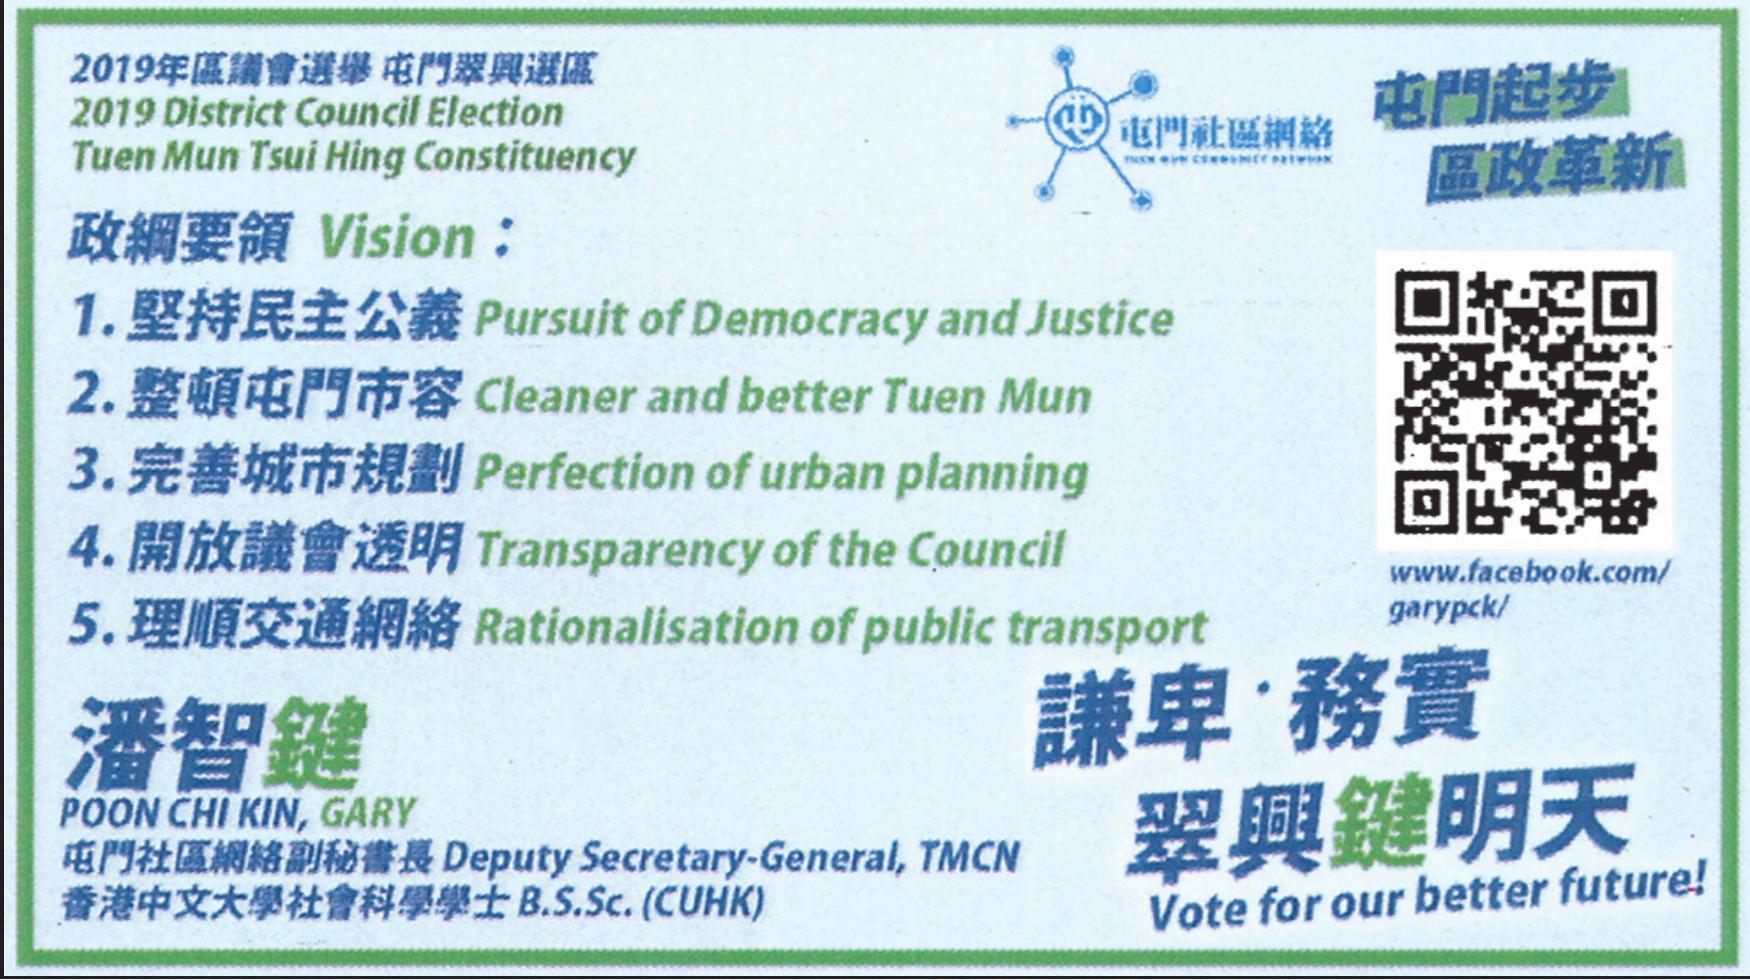 2019年區議會選舉 屯門翠興選區
2019 District Council Election
Tuen Mun Tsui Hing Constituency
屯門社區網絡
TUEN MUN COMMUNITY NETWORK
屯門起步
區政革新
政綱要領 Vision：
1. 堅持民主公義 Pursuit of Democracy and Justice
2. 整頓屯門市容 Cleaner and better Tuen Mun
3. 完善城市規劃 Perfection of urban planning
4. 開放議會透明 Transparency of the Council
5. 理順交通網絡 Rationalisation of public transport
www.facebook.com/
garypck/
潘智鍵
POON CHI KIN, GARY
屯門社區網絡副秘書長 Deputy Secretary-General, TMCN
香港中文大學社會科學學士 B.S.Sc. (CUHK)
謙卑·務實
翠興鍵明天
Vote for our better future!